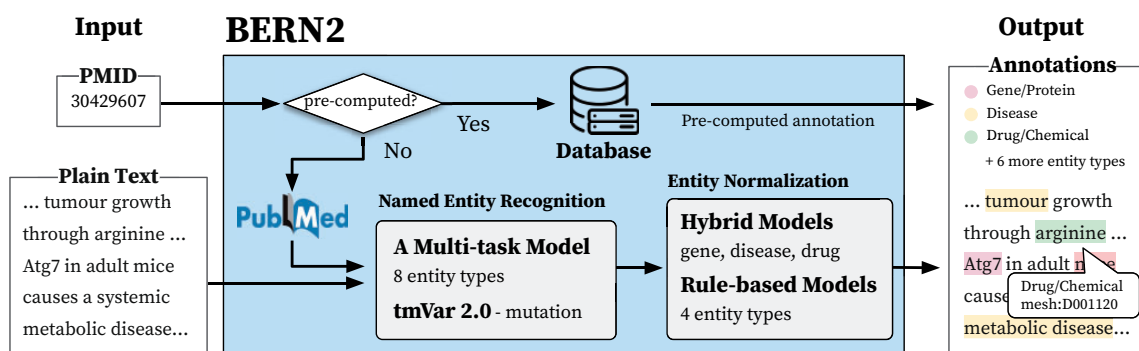 Input
BERN2
Output
PMID
30429607
pre-computed?
Yes
No
Database
Pre-computed annotation
Annotations
Gene/Protein
Disease
Drug/Chemical
+ 6 more entity types
Plain Text
... tumour growth
through arginine ...
Atg7 in adult mice
causes a systemic
metabolic disease...
PubMed
Named Entity Recognition
A Multi-task Model
8 entity types
tmVar 2.0 - mutation
Entity Normalization
Hybrid Models
gene, disease, drug
Rule-based Models
4 entity types
... tumour growth
through arginine ...
Atg7 in adult
Drug/Chemical
mesh:D001120
metabolic disease...